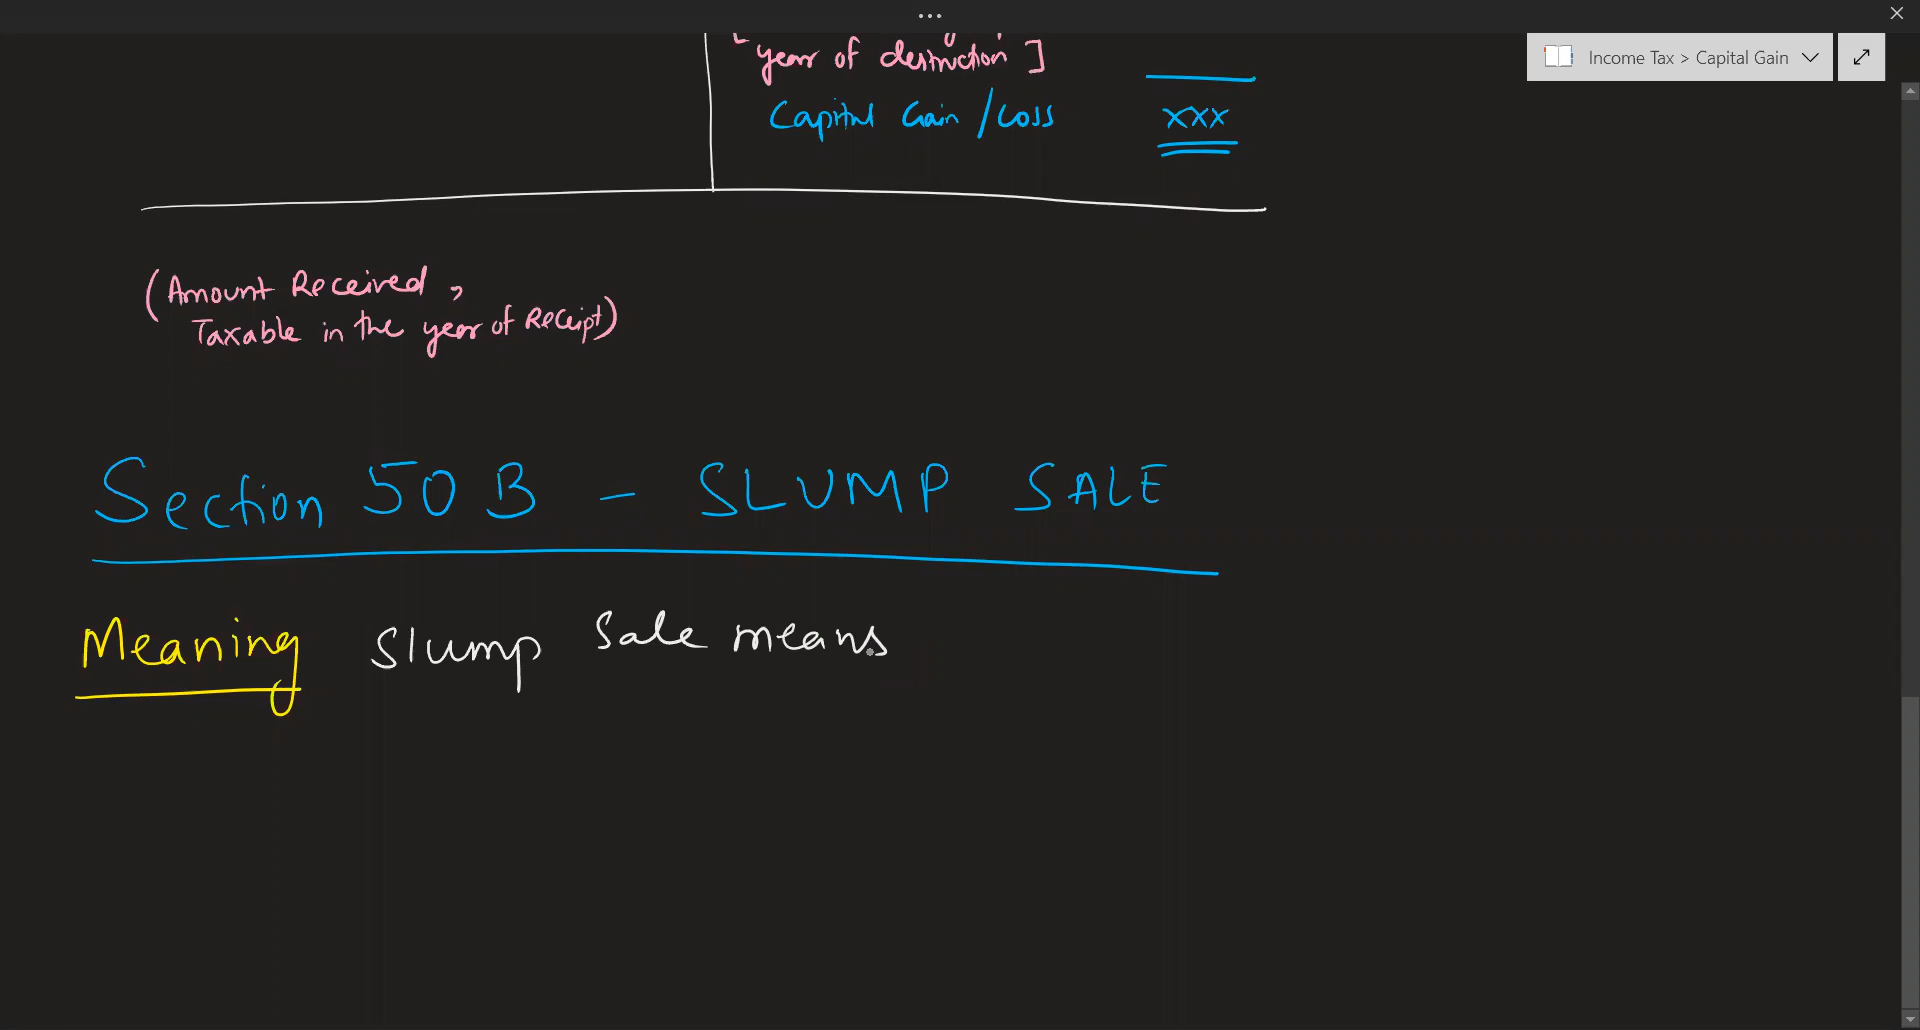 Income Tax > Capital Gain
year of destruction ]
Capital Gain / Loss xxx
(Amount Received,
Taxable in the year of Receipt)
Section 50 B - SLUMP SALE
Meaning Slump Sale means